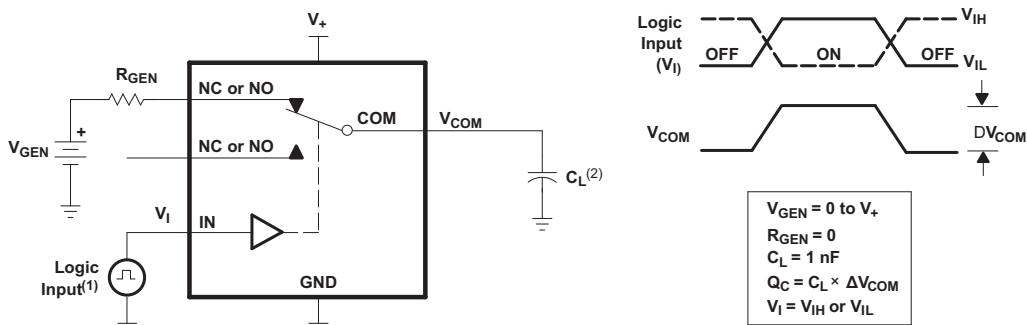 V+
RGEN
NC or NO
COM
VCOM
VGEN
+
NC or NO
CL(2)
VI
IN
Logic
Input(1)
GND
Logic
Input
(VI)
OFF
ON
OFF
VIH
VIL
VCOM
DVCOM
VGEN = 0 to V+
RGEN = 0
CL = 1 nF
QC = CL × ΔVCOM
VI = VIH or VIL